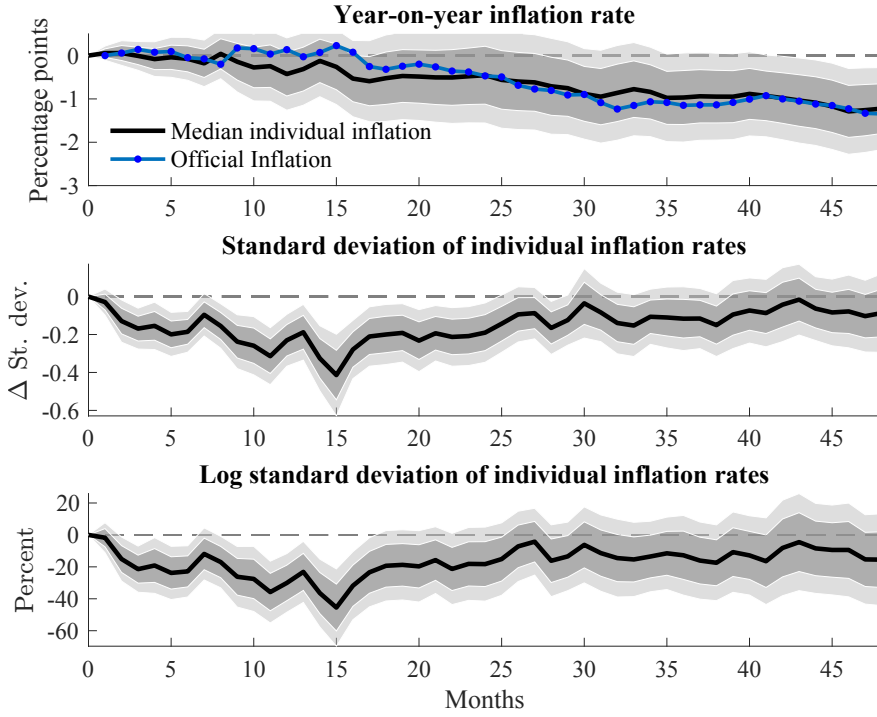 Year-on-year inflation rate
Percentage points
0
-1
-2
-3
Median individual inflation
Official Inflation
0 5 10 15 20 25 30 35 40 45
Standard deviation of individual inflation rates
Δ St. dev.
0
-0.2
-0.4
-0.6
0 5 10 15 20 25 30 35 40 45
Log standard deviation of individual inflation rates
Percent
20
0
-20
-40
-60
0 5 10 15 20 25 30 35 40 45
Months